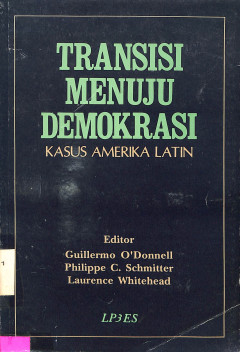 TRANSISI
MENUJU
DEMOKRASI
KASUS AMERIKA LATIN
Editor
Guillermo O'Donnell
Philippe C. Schmitter
Laurence Whitehead
LP3ES